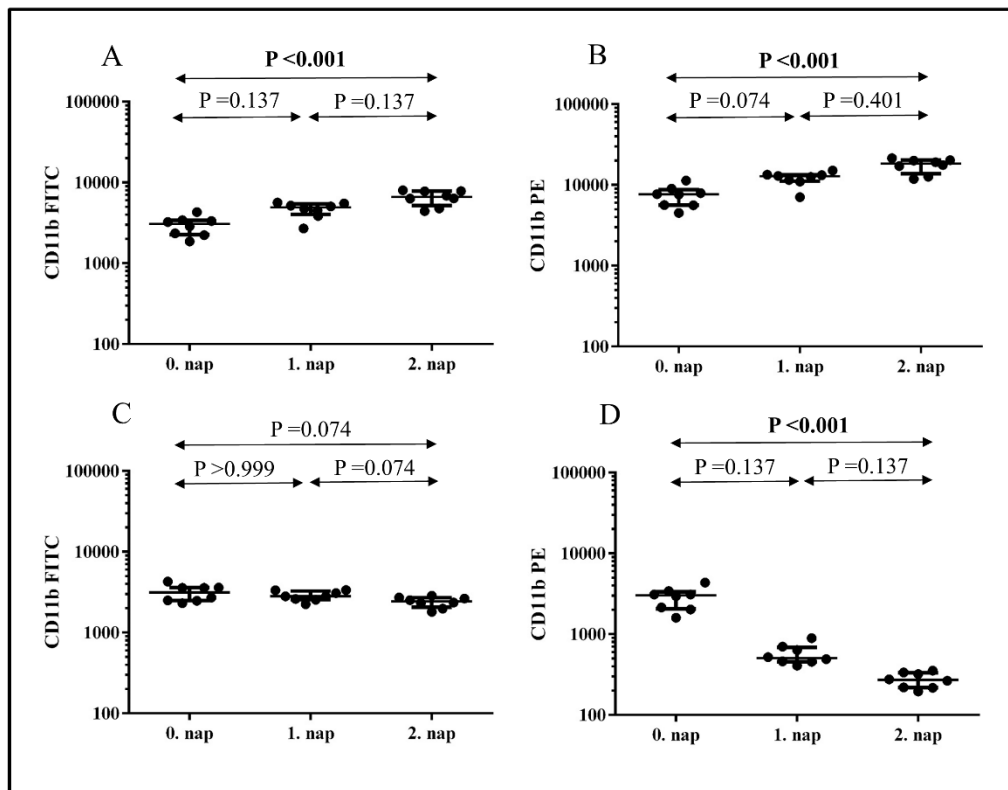 A
P <0.001
P =0.137
P =0.137
100000
10000
1000
100
CD11b FITC
0. nap
1. nap
2. nap
B
P <0.001
P =0.074
P =0.401
100000
10000
1000
100
CD11b PE
0. nap
1. nap
2. nap
C
P =0.074
P >0.999
P =0.074
100000
10000
1000
100
CD11b FITC
0. nap
1. nap
2. nap
D
P <0.001
P =0.137
P =0.137
100000
10000
1000
100
CD11b PE
0. nap
1. nap
2. nap